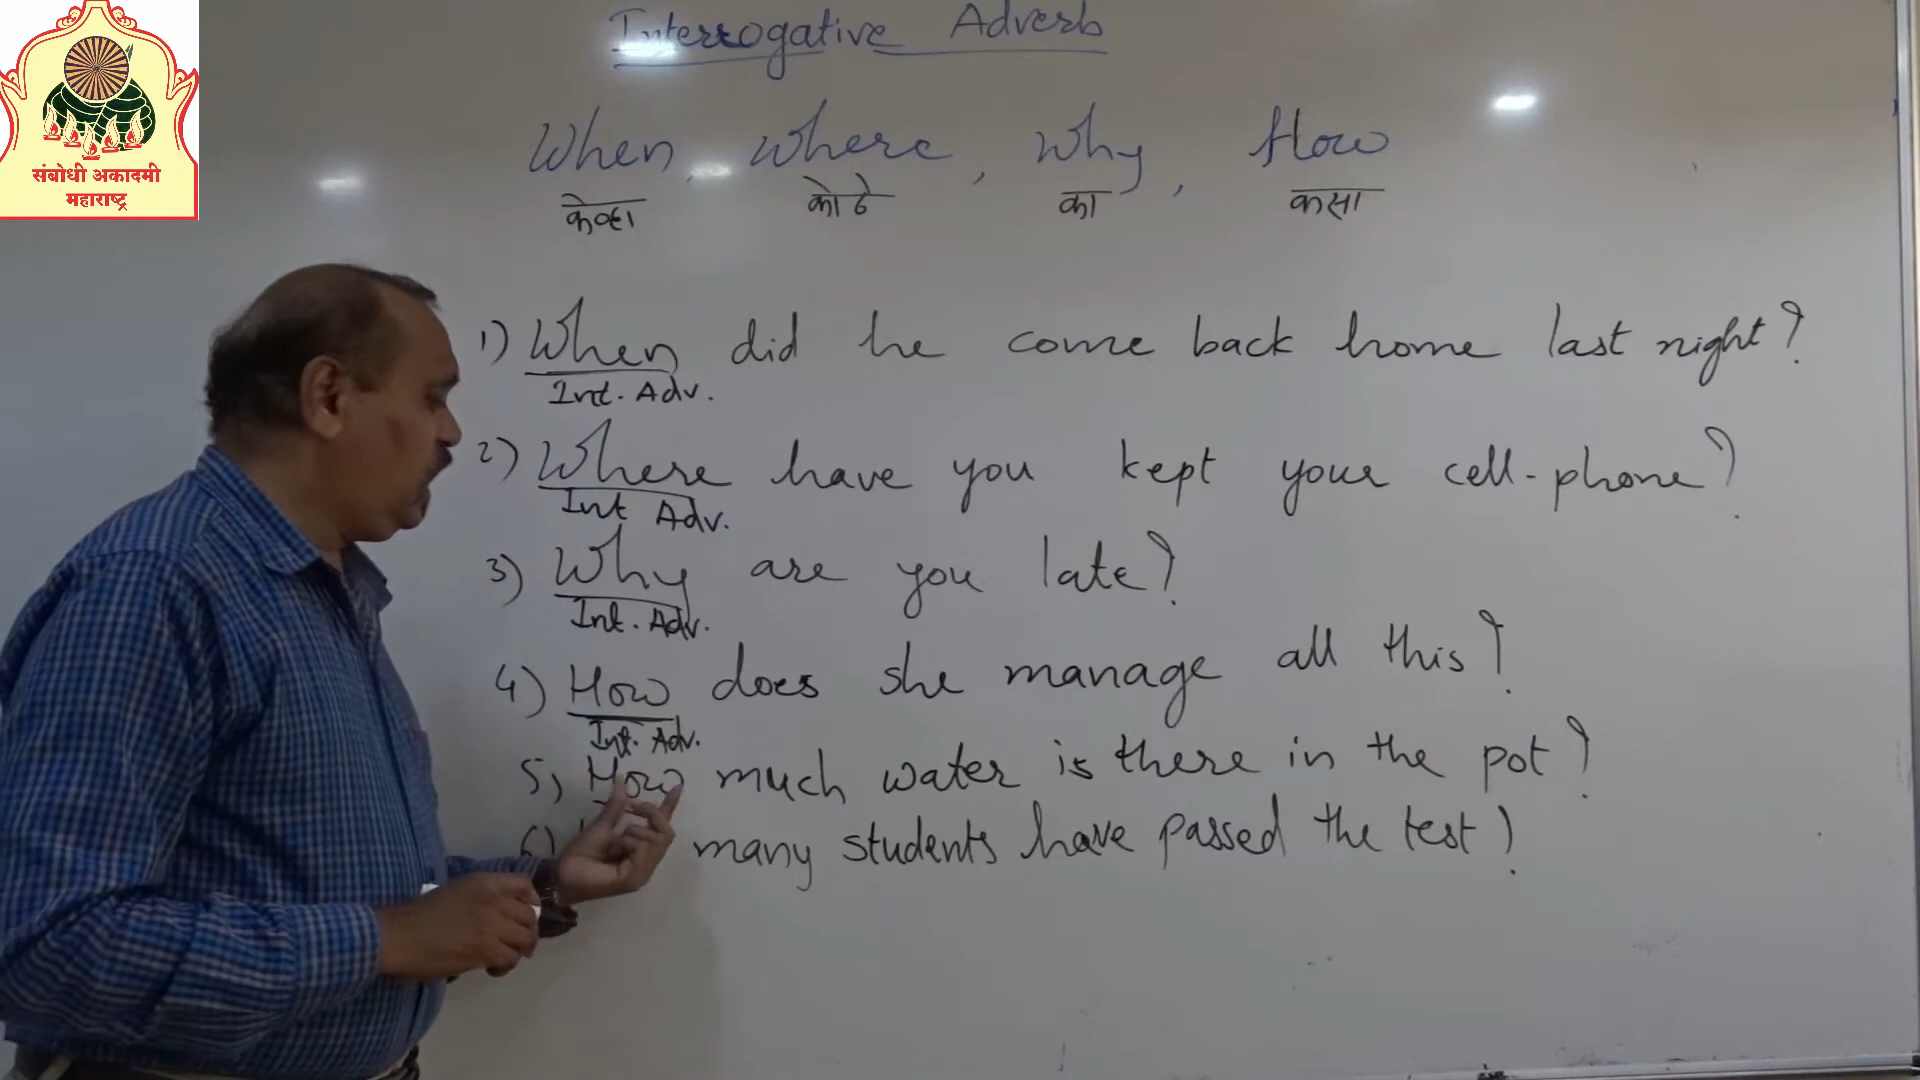 संबोधी अकादमी
महाराष्ट्र
Interrogative Adverb
When, Where, Why, How
केव्हा कोठे का कसा
1) When did he come back home last night?
Int. Adv.
2) Where have you kept your cell-phone?
Int Adv.
3) Why are you late?
Int. Adv.
4) How does she manage all this?
Int. Adv.
5) How much water is there in the pot?
6) many students have passed the test?